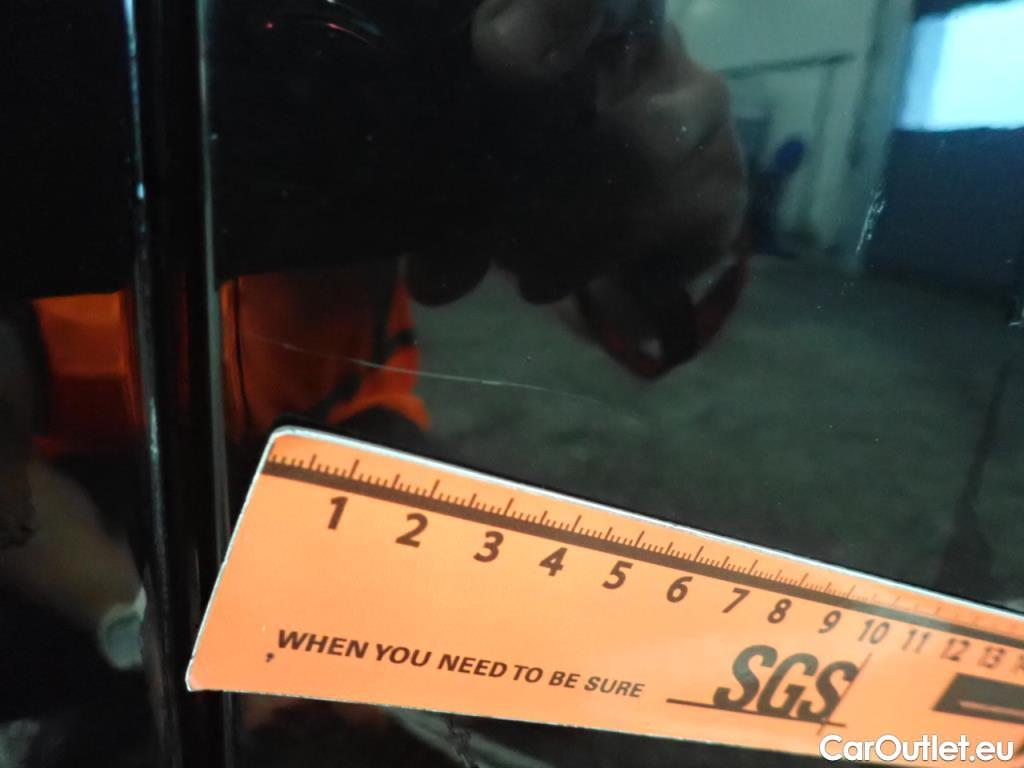 1 2 3 4 5 6 7 8 9 10 11 12 13
WHEN YOU NEED TO BE SURE SGS
CarOutlet.eu